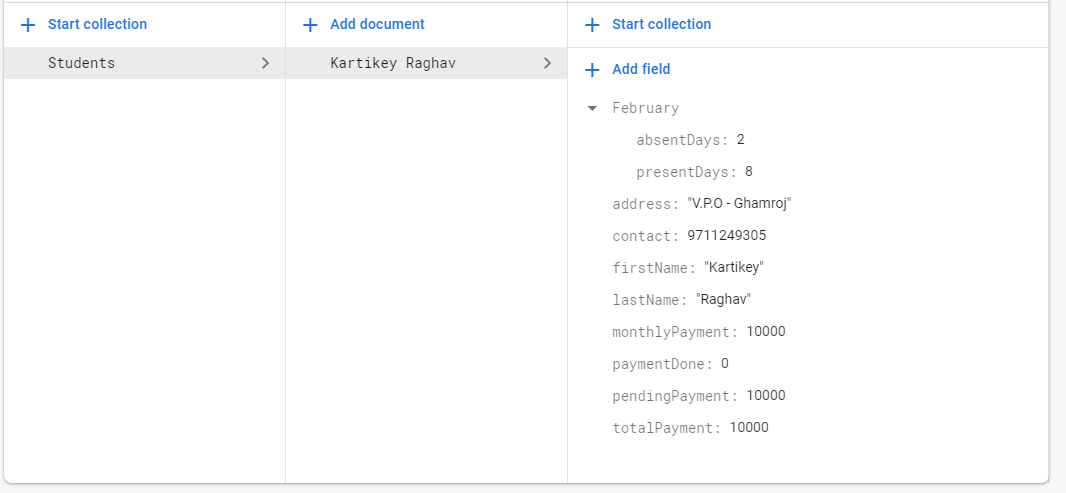 Start collection
Students
Add document
Kartikey Raghav
Start collection
Add field
February
absentDays: 2
presentDays: 8
address: "V.P.O - Ghamroj"
contact: 9711249305
firstName: "Kartikey"
lastName: "Raghav"
monthlyPayment: 10000
paymentDone: 0
pendingPayment: 10000
totalPayment: 10000